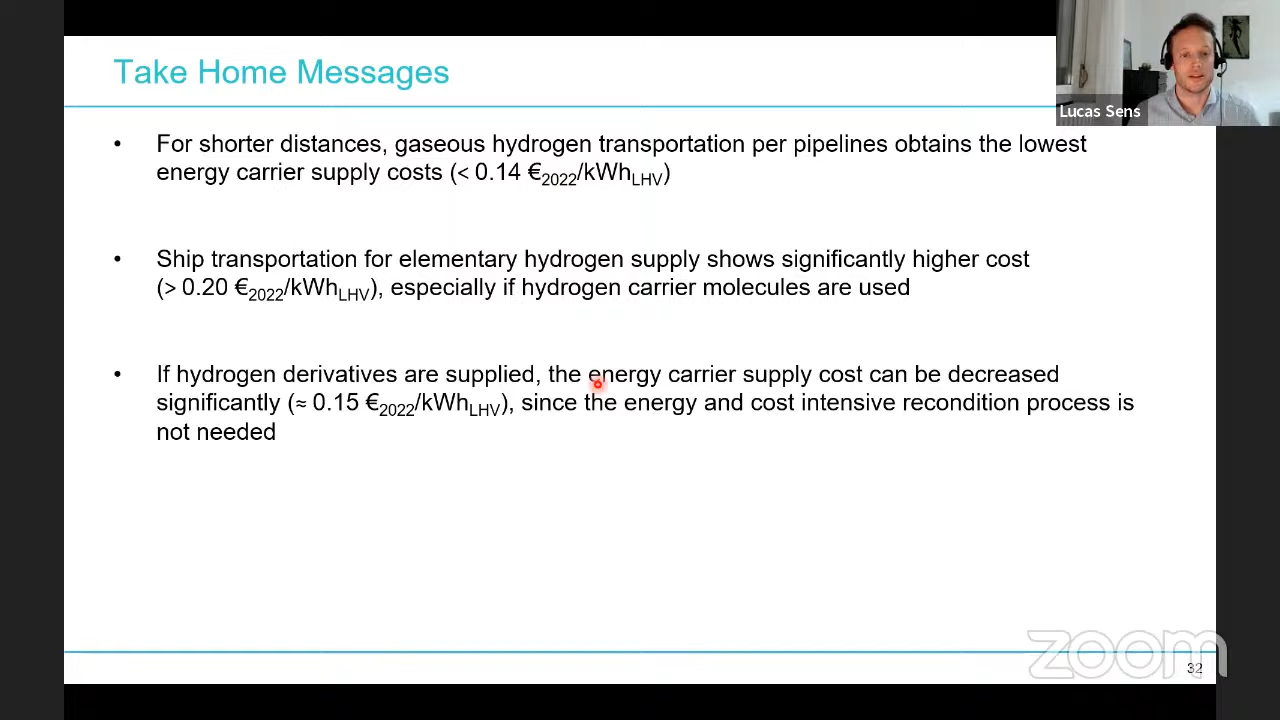 Take Home Messages
Lucas Sens
• For shorter distances, gaseous hydrogen transportation per pipelines obtains the lowest
energy carrier supply costs (< 0.14 €2022/kWhLHV)
• Ship transportation for elementary hydrogen supply shows significantly higher cost
(> 0.20 €2022/kWhLHV), especially if hydrogen carrier molecules are used
• If hydrogen derivatives are supplied, the energy carrier supply cost can be decreased
significantly (≈ 0.15 €2022/kWhLHV), since the energy and cost intensive recondition process is
not needed
zoom
32